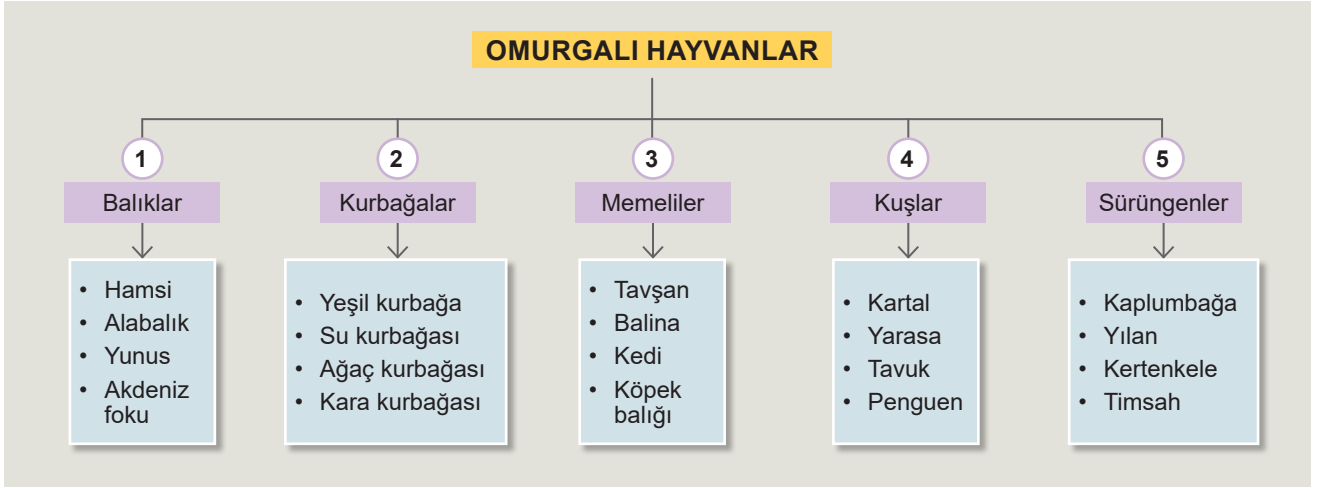 OMURGALI HAYVANLAR
1
Balıklar
• Hamsi
• Alabalık
• Yunus
• Akdeniz
foku
2
Kurbağalar
• Yeşil kurbağa
• Su kurbağası
• Ağaç kurbağası
• Kara kurbağası
3
Memeliler
• Tavşan
• Balina
• Kedi
• Köpek
balığı
4
Kuşlar
• Kartal
• Yarasa
• Tavuk
• Penguen
5
Sürüngenler
• Kaplumbağa
• Yılan
• Kertenkele
• Timsah